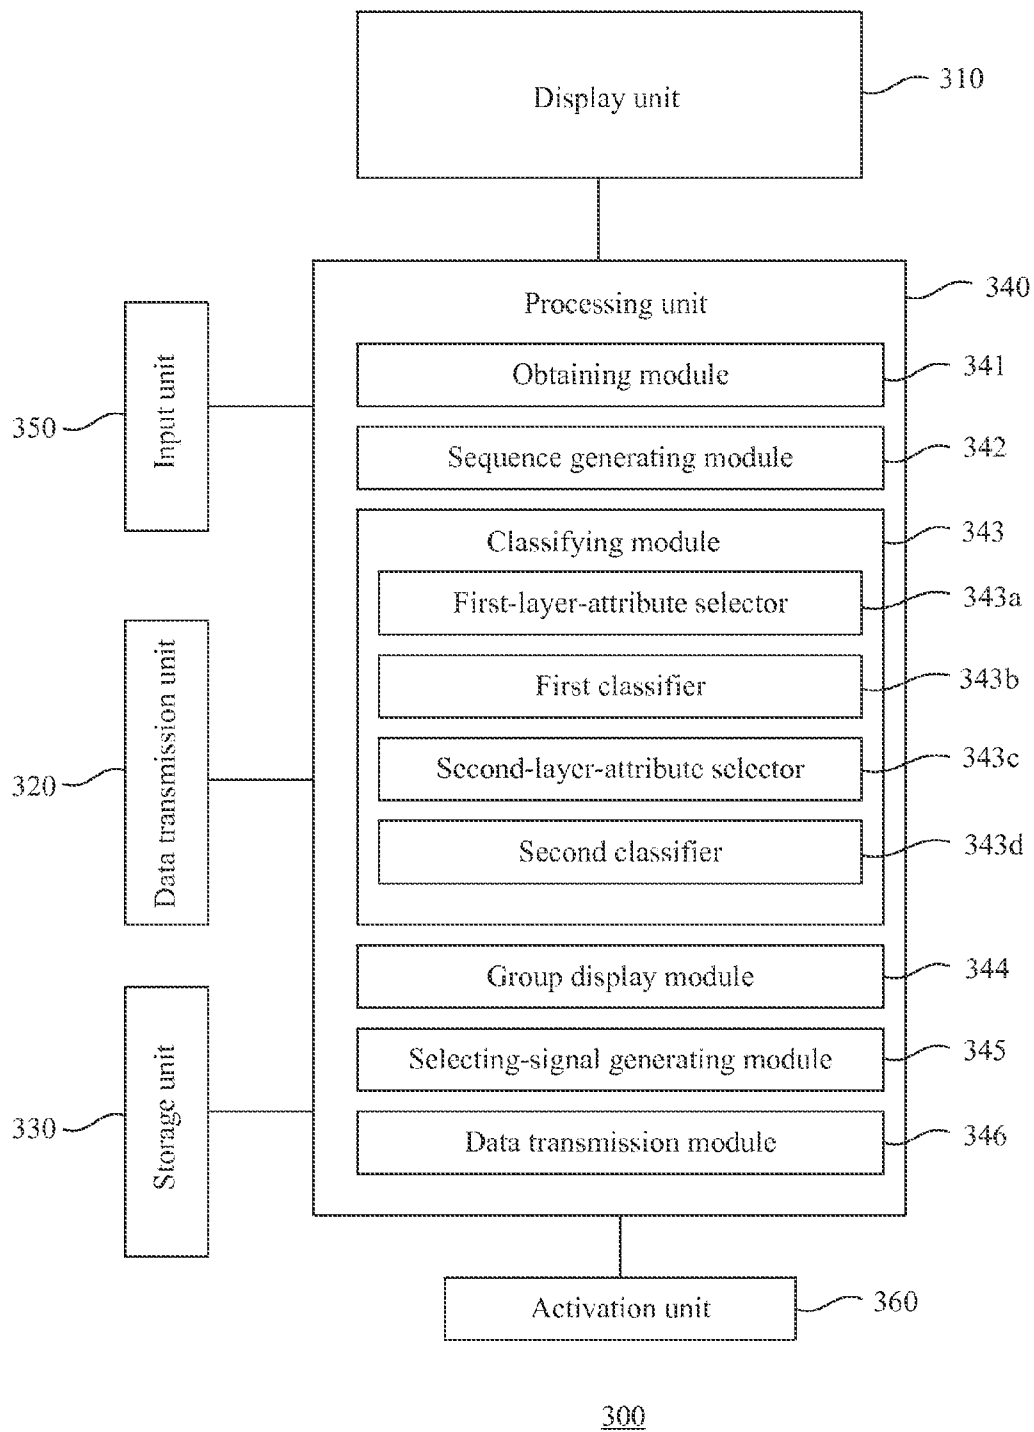 Display unit
310
Processing unit
340
Obtaining module
341
Sequence generating module
342
Classifying module
343
First-layer-attribute selector
343a
First classifier
343b
Second-layer-attribute selector
343c
Second classifier
343d
Group display module
344
Selecting-signal generating module
345
Data transmission module
346
Input unit
350
Data transmission unit
320
Storage unit
330
Activation unit
360
300